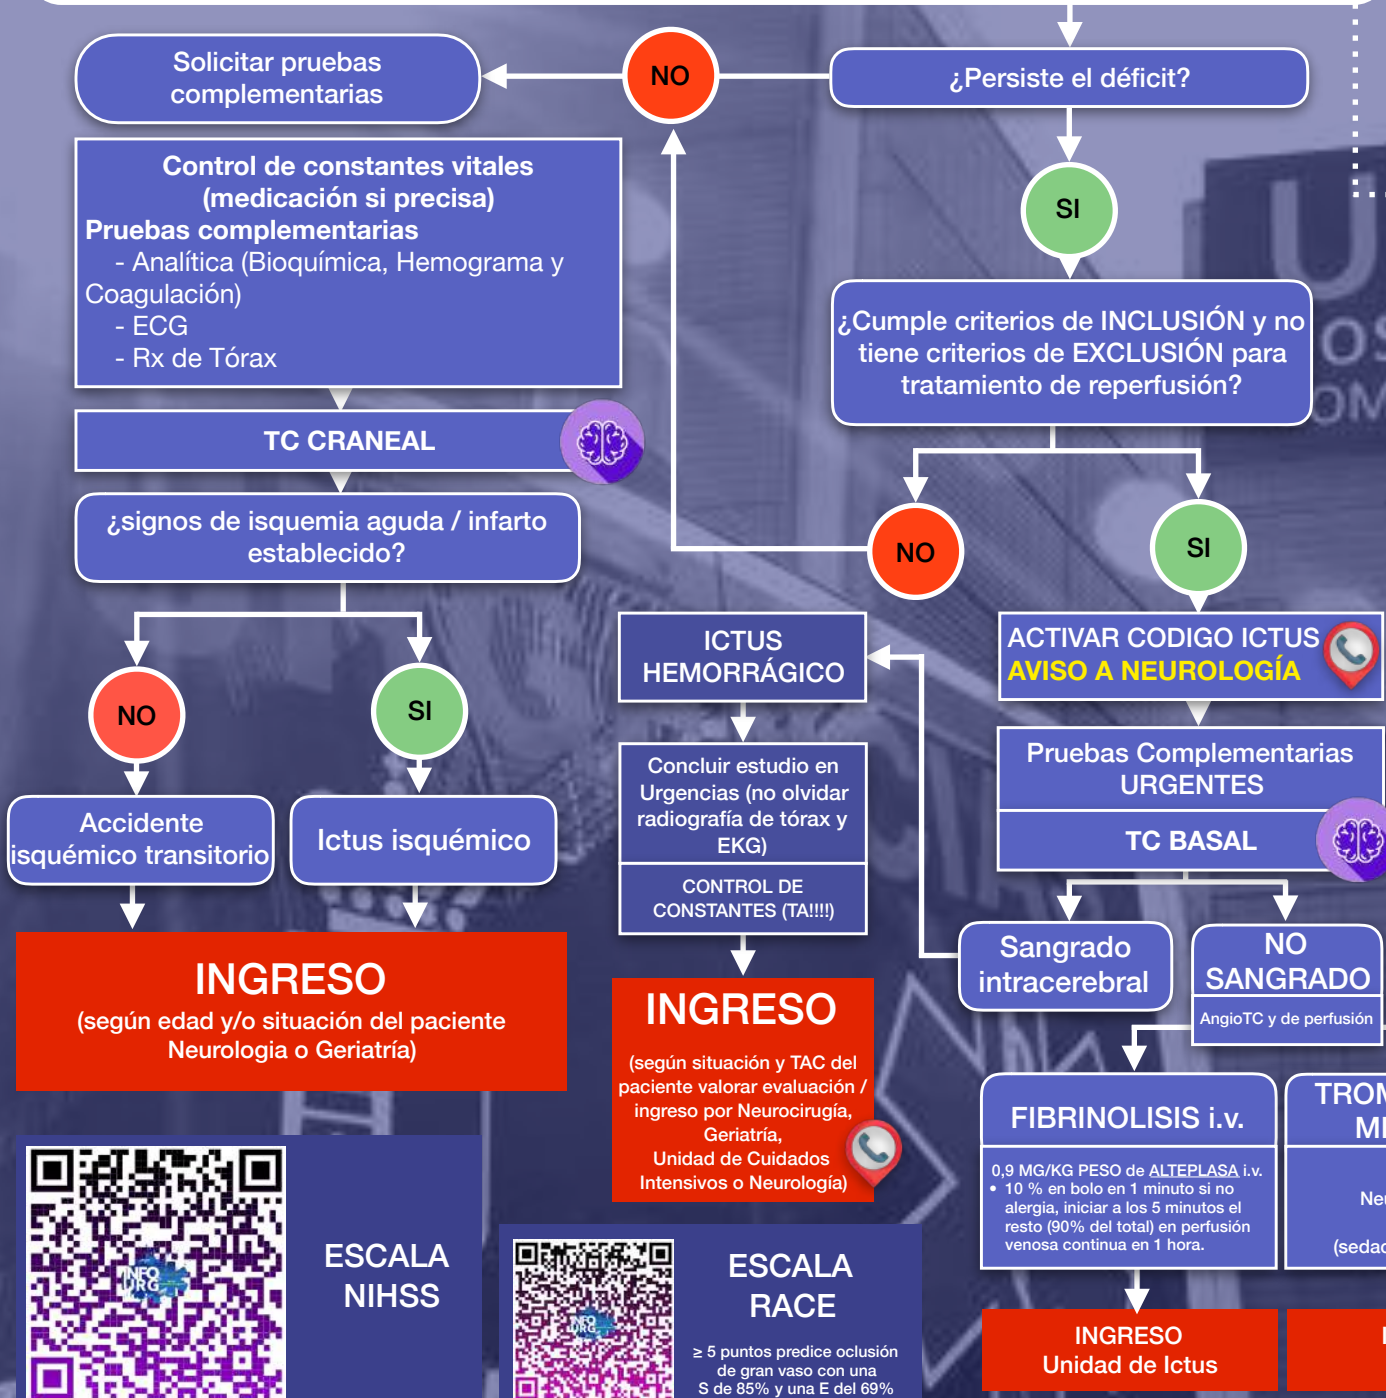 Solicitar pruebas
complementarias
NO
¿Persiste el déficit?
Control de constantes vitales
(medicación si precisa)
Pruebas complementarias
- Analítica (Bioquímica, Hemograma y
Coagulación)
- ECG
- Rx de Tórax
SI
¿Cumple criterios de INCLUSIÓN y no
tiene criterios de EXCLUSIÓN para
tratamiento de reperfusión?
TC CRANEAL
¿signos de isquemia aguda / infarto
establecido?
NO
SI
NO
SI
ICTUS
HEMORRÁGICO
ACTIVAR CODIGO ICTUS
AVISO A NEUROLOGÍA
Accidente
isquémico transitorio
Ictus isquémico
Concluir estudio en
Urgencias (no olvidar
radiografía de tórax y
EKG)
CONTROL DE
CONSTANTES (TA!!!!)
Pruebas Complementarias
URGENTES
TC BASAL
Sangrado
intracerebral
NO
SANGRADO
AngioTC y de perfusión
INGRESO
(según edad y/o situación del paciente
Neurologia o Geriatría)
INGRESO
(según situación y TAC del
paciente valorar evaluación /
ingreso por Neurocirugía,
Geriatría,
Unidad de Cuidados
Intensivos o Neurología)
FIBRINOLISIS i.v.
0,9 MG/KG PESO de ALTEPLASA i.v.
• 10 % en bolo en 1 minuto si no
alergia, iniciar a los 5 minutos el
resto (90% del total) en perfusión
venosa continua en 1 hora.
INGRESO
Unidad de Ictus
ESCALA
NIHSS
INFO
URG
ESCALA
RACE
≥ 5 puntos predice oclusión
de gran vaso con una
S de 85% y una E del 69%
INFO
URG